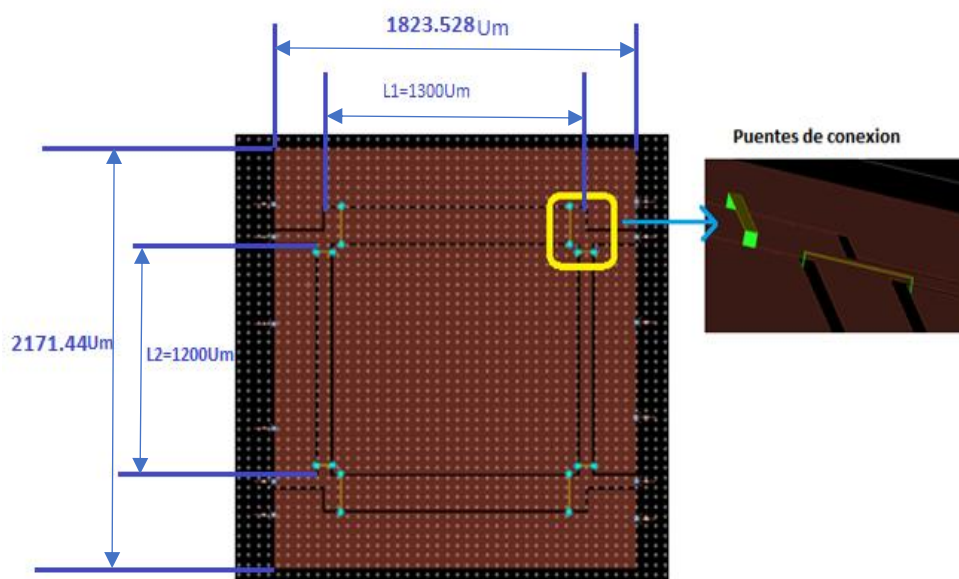 1823.528Um
L1=1300Um
Puentes de conexion
2171.44Um
L2=1200Um